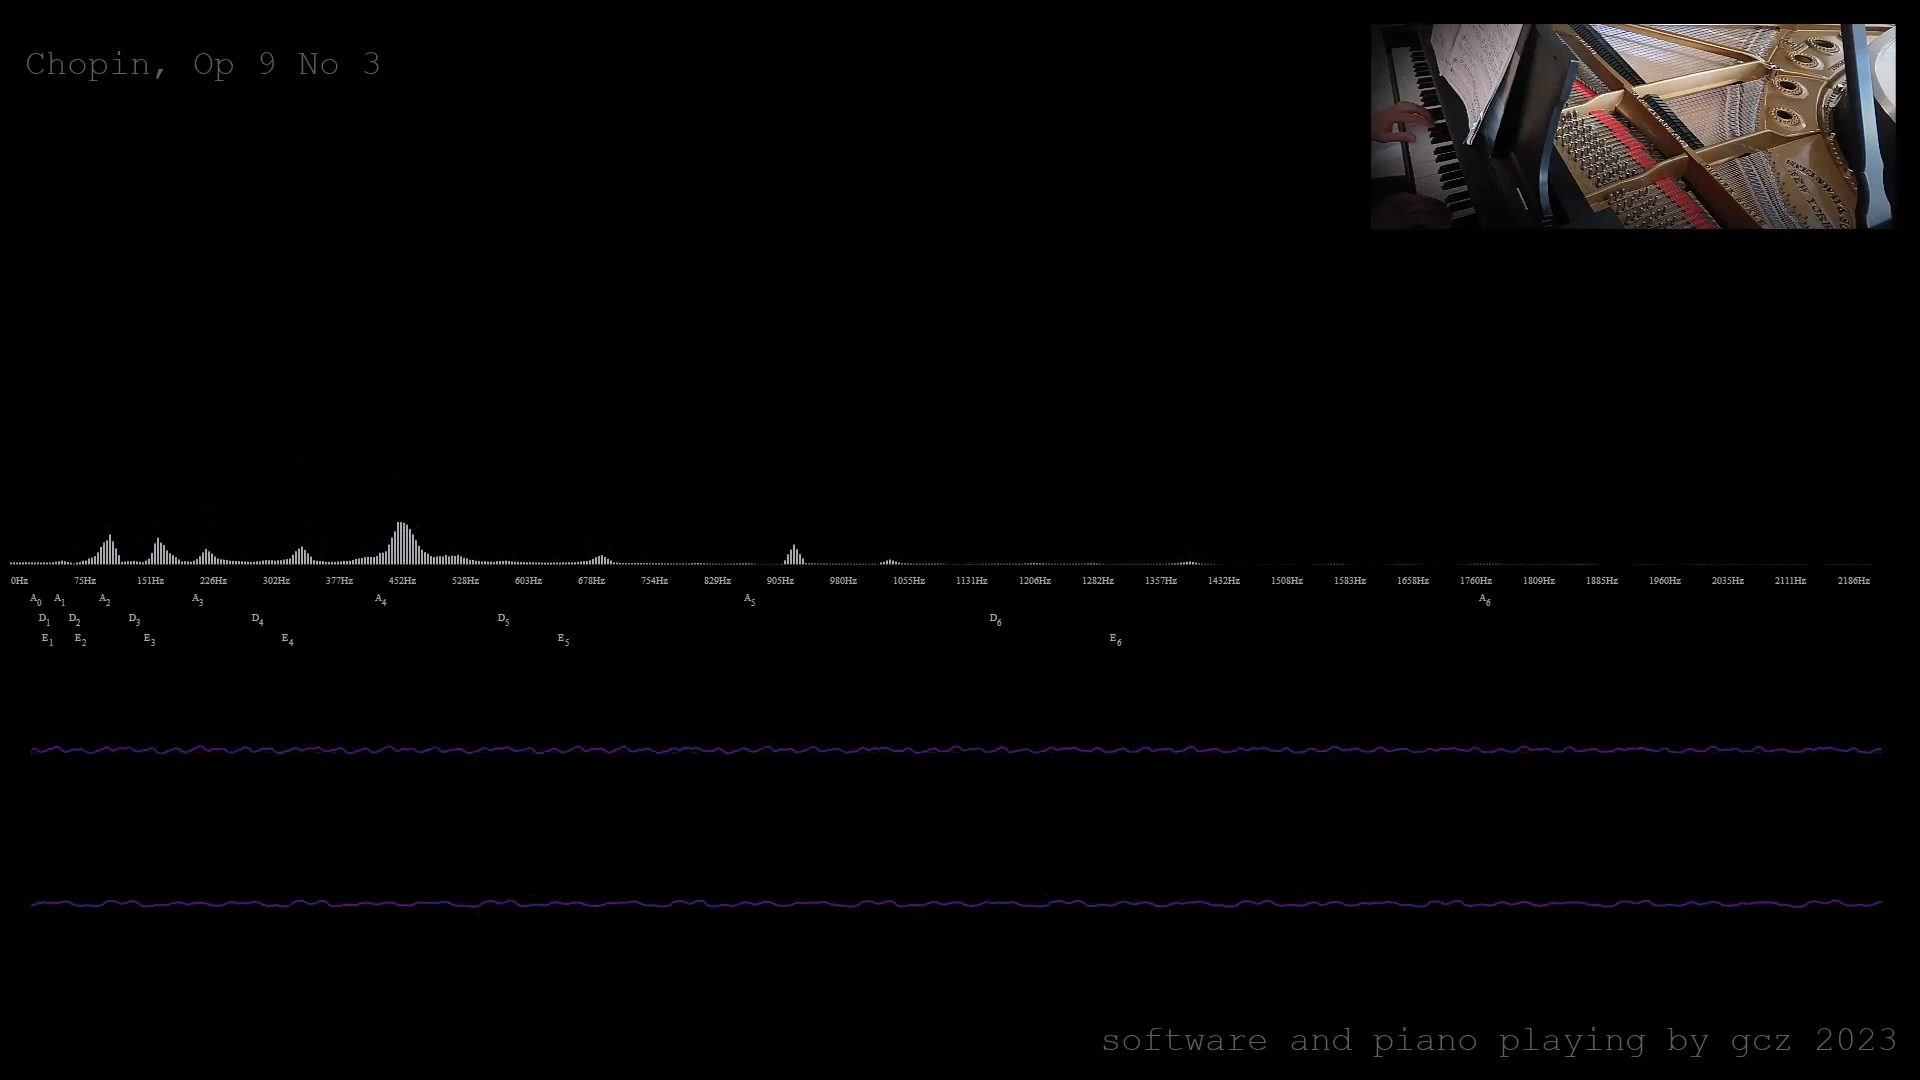 Chopin, Op 9 No 3
STEINWAY &
NEW YORK
0Hz 75Hz 151Hz 226Hz 302Hz 377Hz 452Hz 528Hz 603Hz 678Hz 754Hz 829Hz 905Hz 980Hz 1055Hz 1131Hz 1206Hz 1282Hz 1357Hz 1432Hz 1508Hz 1583Hz 1658Hz 1760Hz 1809Hz 1885Hz 1960Hz 2035Hz 2111Hz 2186Hz
A0 A1 A2 A3 A4 A5 A6
D1 D2 D3 D4 D5 D6
E1 E2 E3 E4 E5 E6
software and piano playing by gcz 2023